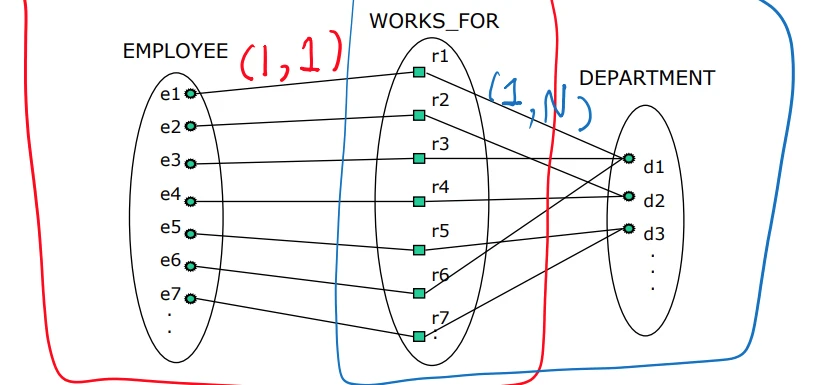 WORKS_FOR
EMPLOYEE
(1,1)
DEPARTMENT
(1,N)
e1
e2
e3
e4
e5
e6
e7
.
.
r1
r2
r3
r4
r5
r6
r7
.
d1
d2
d3
.
.
.